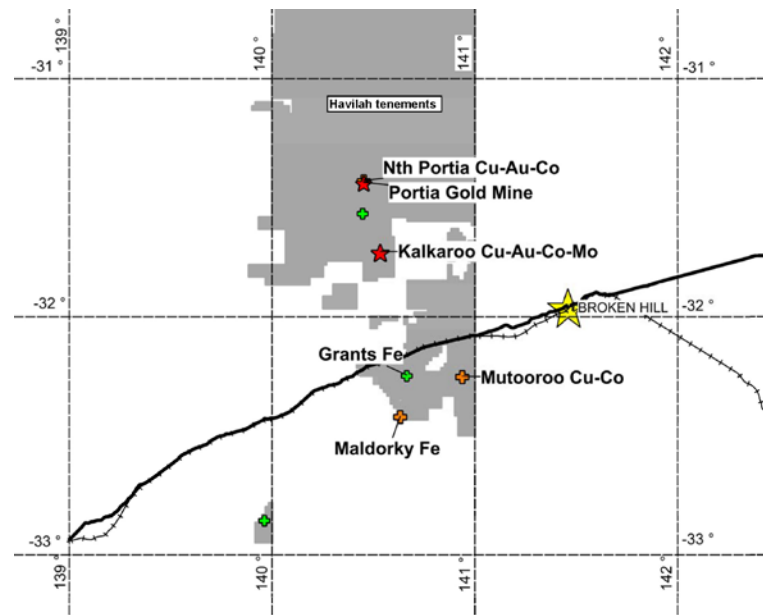 139 °
140 °
141 °
142 °
-31 °
-31 °
Havilah tenements
Nth Portia Cu-Au-Co
Portia Gold Mine
Kalkaroo Cu-Au-Co-Mo
-32 °
-32 °
BROKEN HILL
Grants Fe
Mutooroo Cu-Co
Maldorky Fe
-33 °
-33 °
139 °
140 °
141 °
142 °